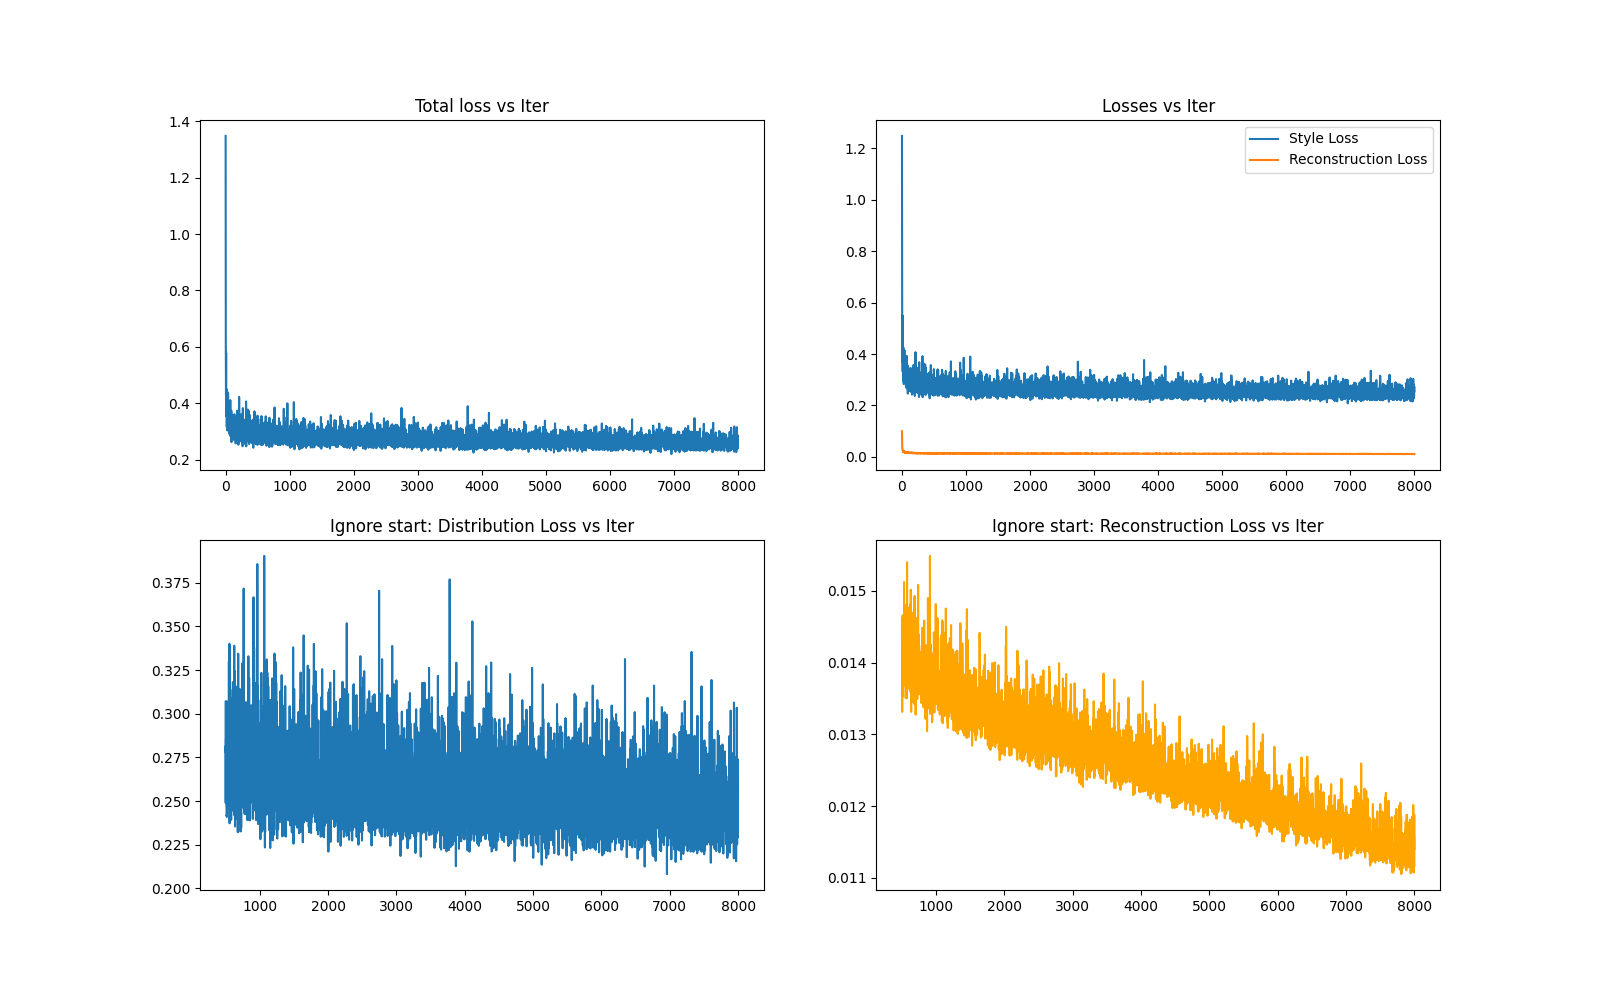 Total loss vs Iter
1.4
1.2
1.0
0.8
0.6
0.4
0.2
0 1000 2000 3000 4000 5000 6000 7000 8000
Losses vs Iter
Style Loss
Reconstruction Loss
1.2
1.0
0.8
0.6
0.4
0.2
0.0
0 1000 2000 3000 4000 5000 6000 7000 8000
Ignore start: Distribution Loss vs Iter
0.375
0.350
0.325
0.300
0.275
0.250
0.225
0.200
1000 2000 3000 4000 5000 6000 7000 8000
Ignore start: Reconstruction Loss vs Iter
0.015
0.014
0.013
0.012
0.011
1000 2000 3000 4000 5000 6000 7000 8000